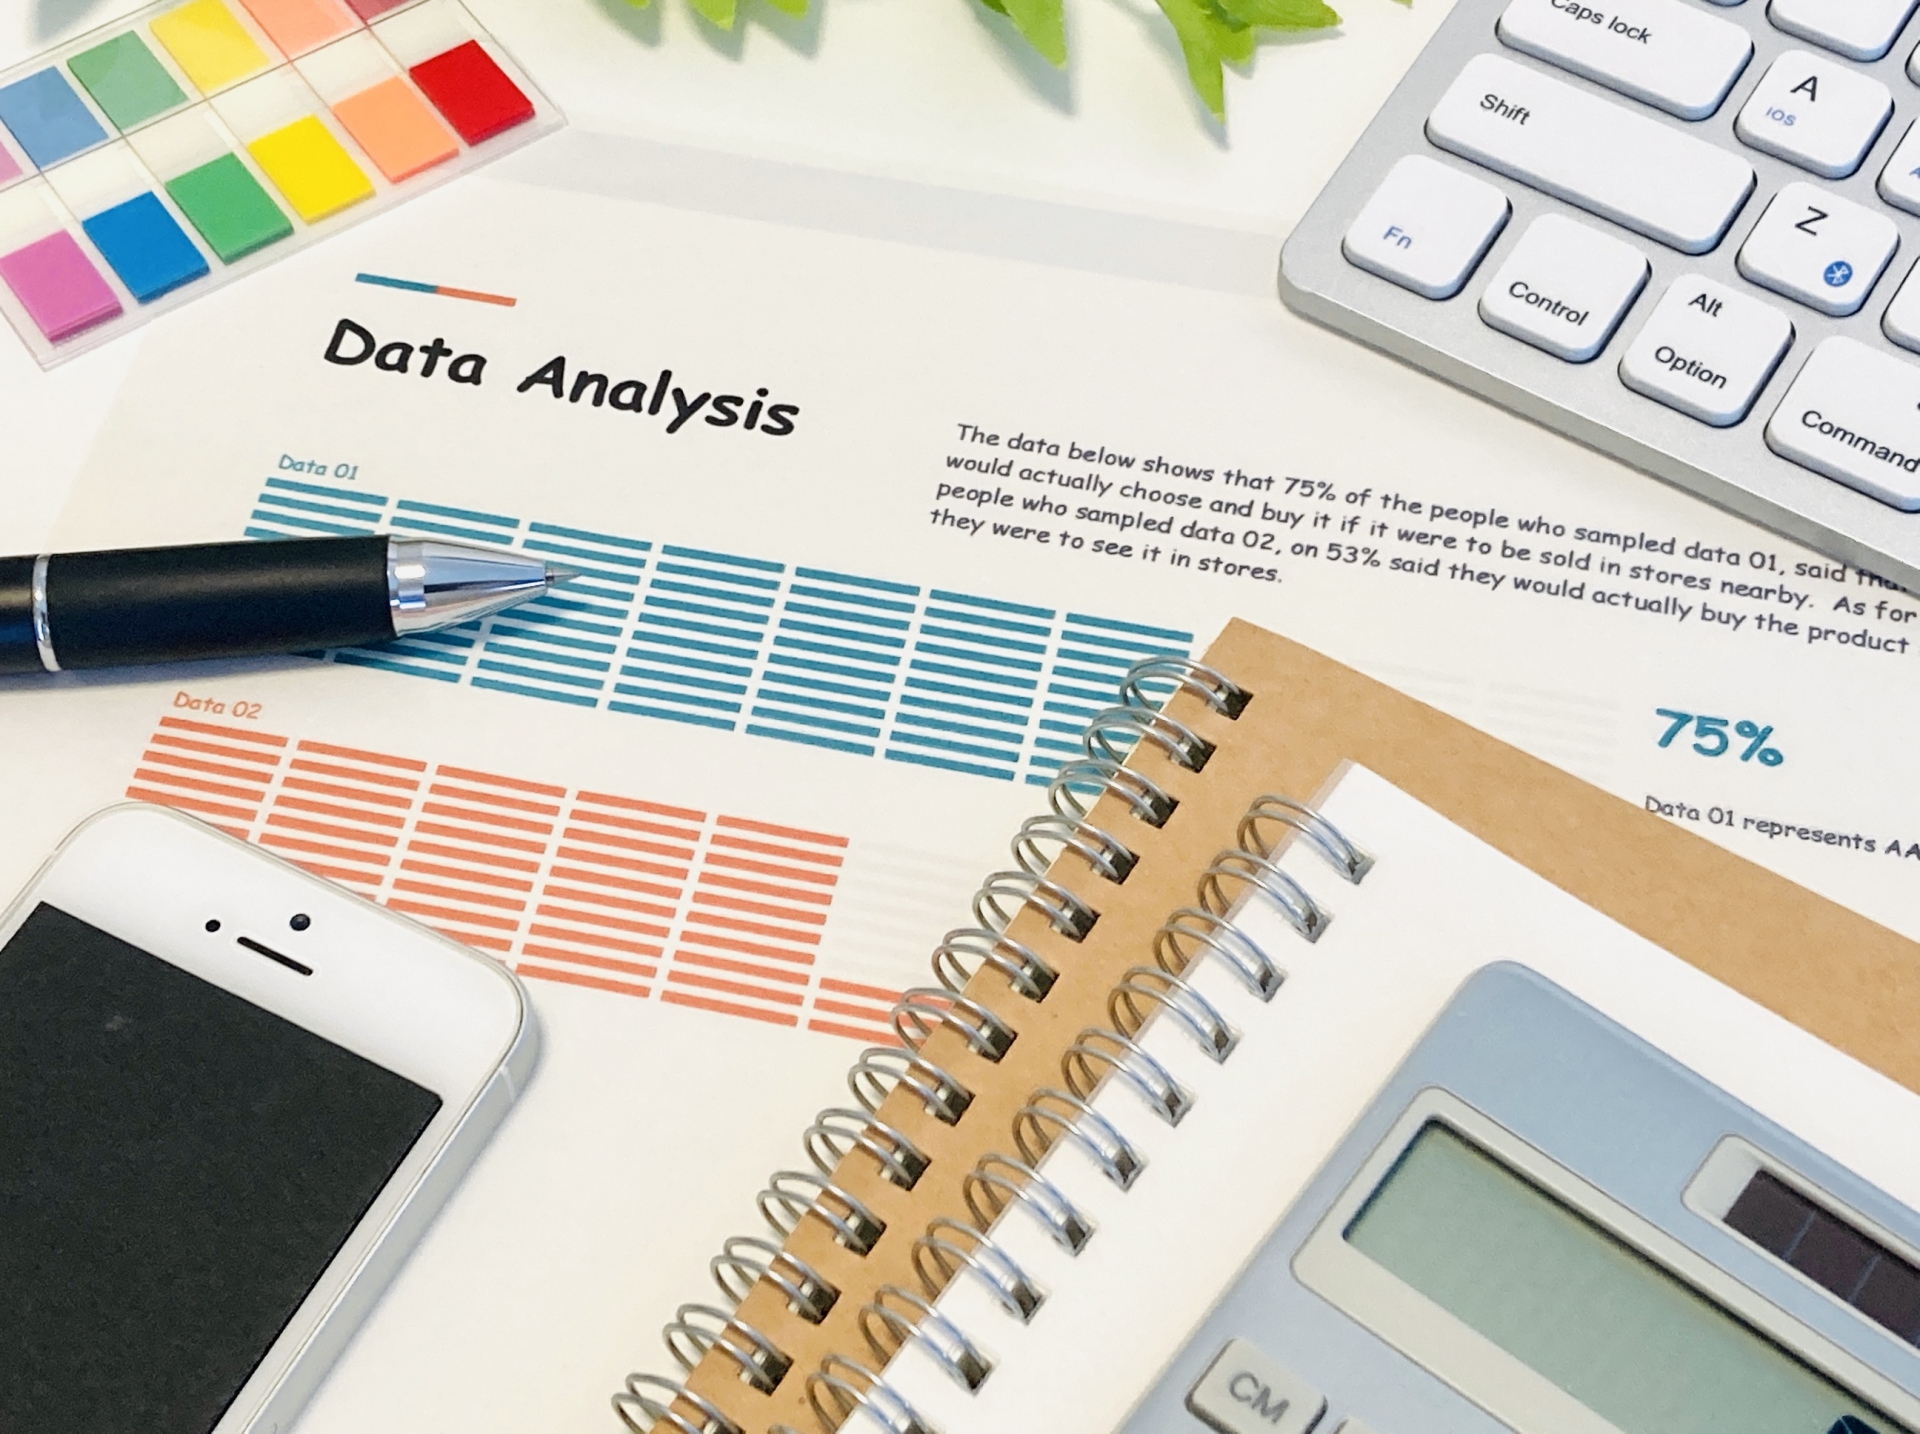 Caps lock
A
iOS
Shift
Z
Fn
Control
Alt
Option
Command
Data Analysis
The data below shows that 75% of the people who sampled data 01, said that
would actually choose and buy it if it were to be sold in stores nearby. As for
people who sampled data 02, on 53% said they would actually buy the product
they were to see it in stores.
Data 01
Data 02
75%
Data 01 represents AA
CM